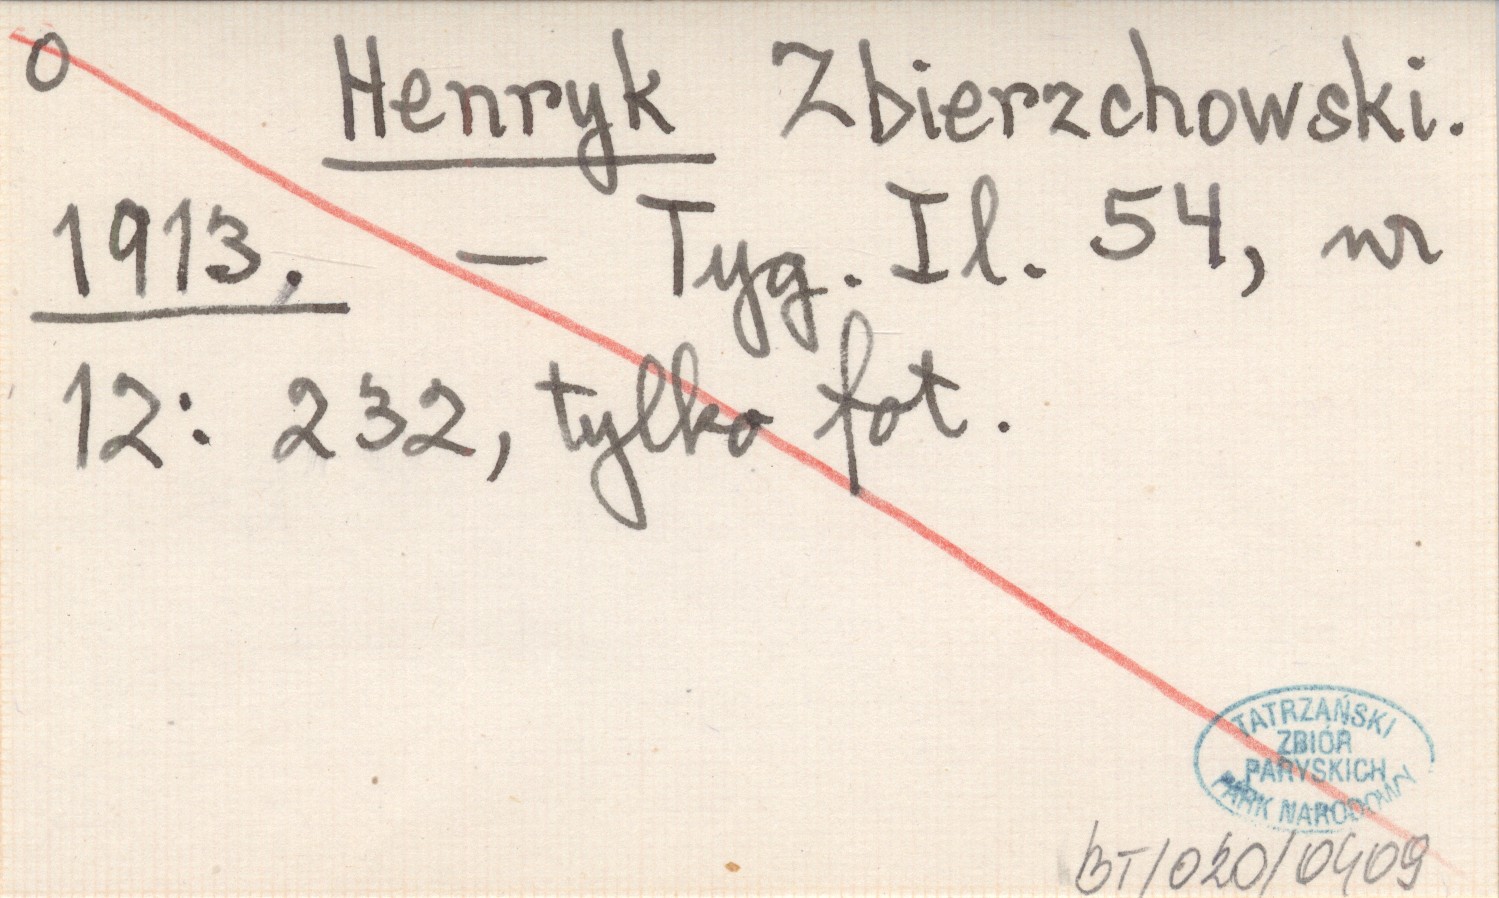 O Henryk Zbierzchowski.
1913. – Tyg. Il. 54, nr
12: 232, tylko fot.
TATRZAŃSKI
ZBIÓR
PARYSKICH
PARK NARODOWY
BT/020/0409